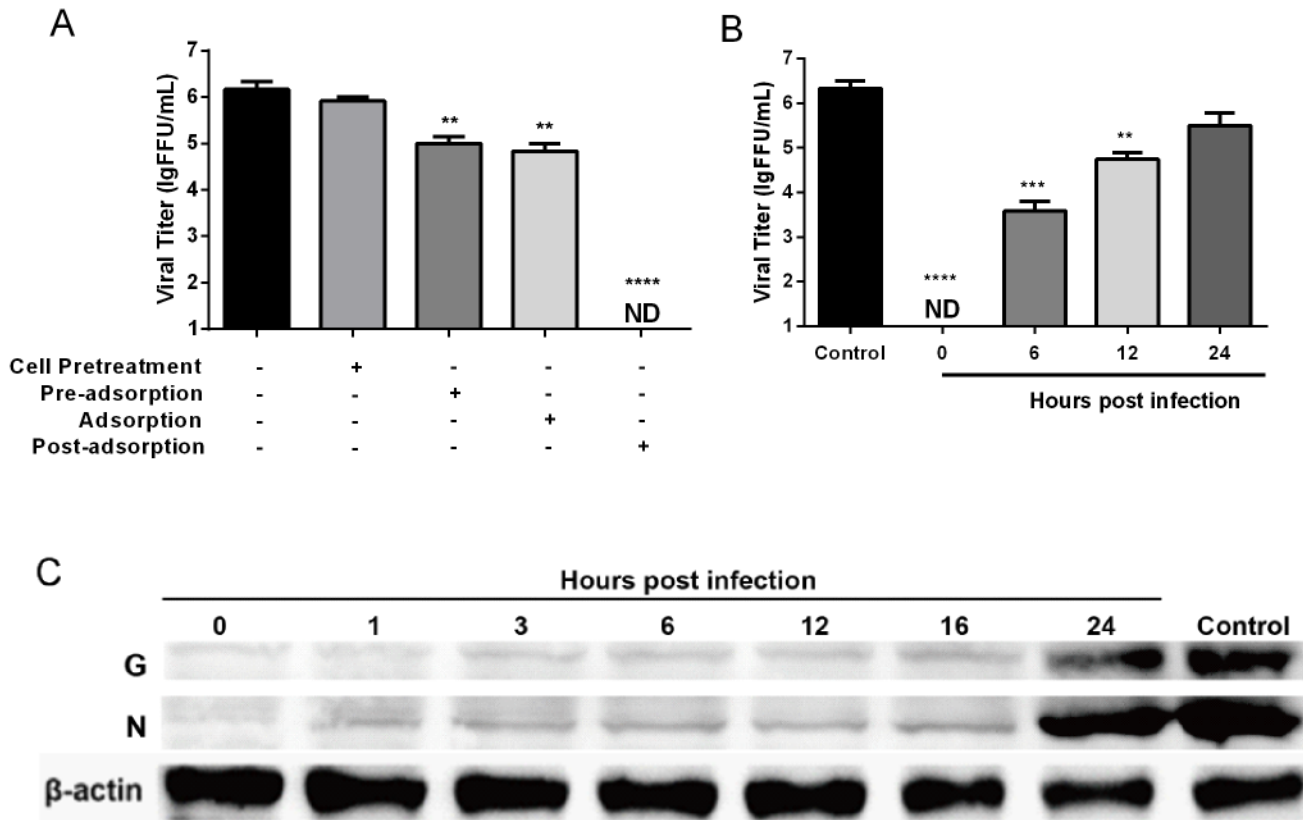 A
Viral Titer (lgFFU/mL)
7
6
5
4
3
2
1
**
**
****
ND
Cell Pretreatment - + - - -
Pre-adsorption - - + - -
Adsorption - - - + -
Post-adsorption - - - - +
B
Viral Titer (lgFFU/mL)
7
6
5
4
3
2
1
****
ND
***
**
Control 0 6 12 24
Hours post infection
C
Hours post infection
0 1 3 6 12 16 24 Control
G
N
β-actin